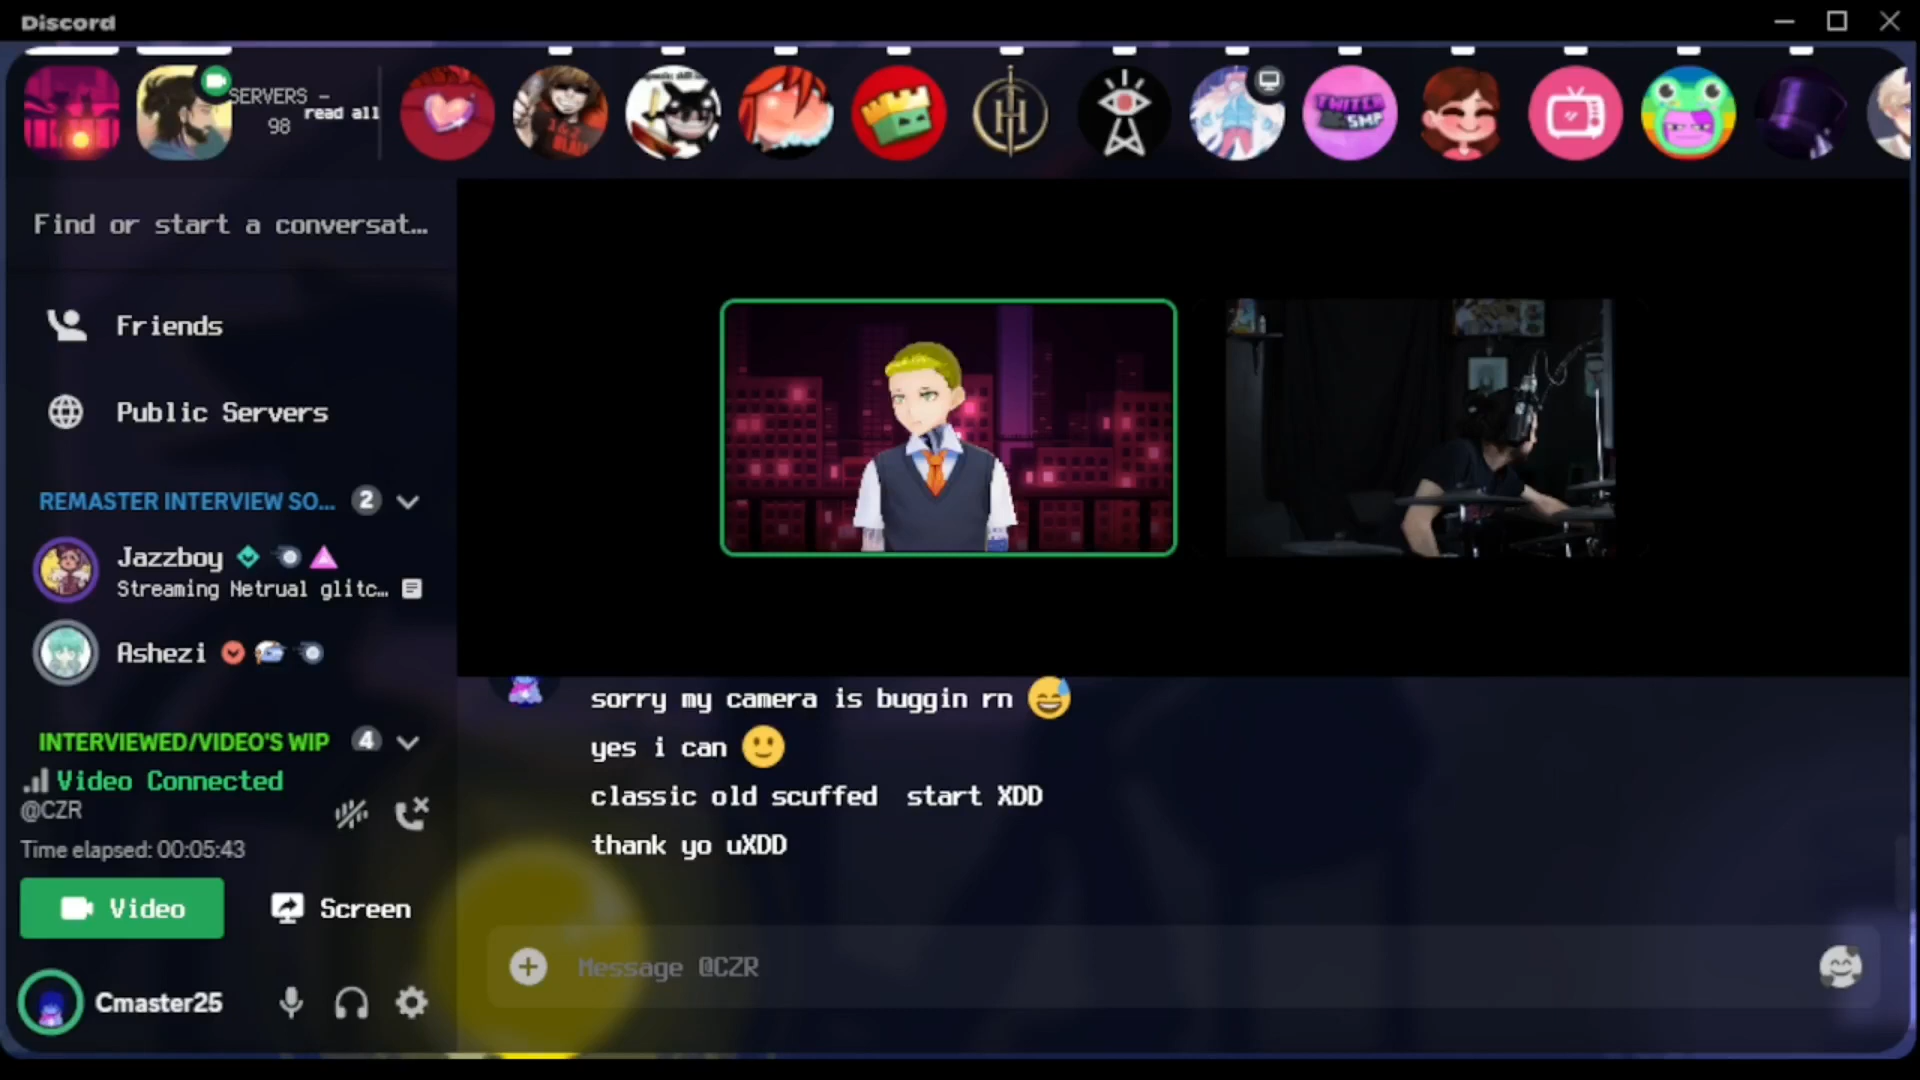 Discord
SERVERS –
98
read all
TWITER SMP
Find or start a conversat...
Friends
Public Servers
REMASTER INTERVIEW SO...
2
Jazzboy
Streaming Netrual glitc...
Ashezi
INTERVIEWED/VIDEO'S WIP
4
Video Connected
@CZR
Time elapsed: 00:05:43
Video
Screen
Cmaster25
sorry my camera is buggin rn
yes i can
classic old scuffed start XDD
thank yo uXDD
Message @CZR